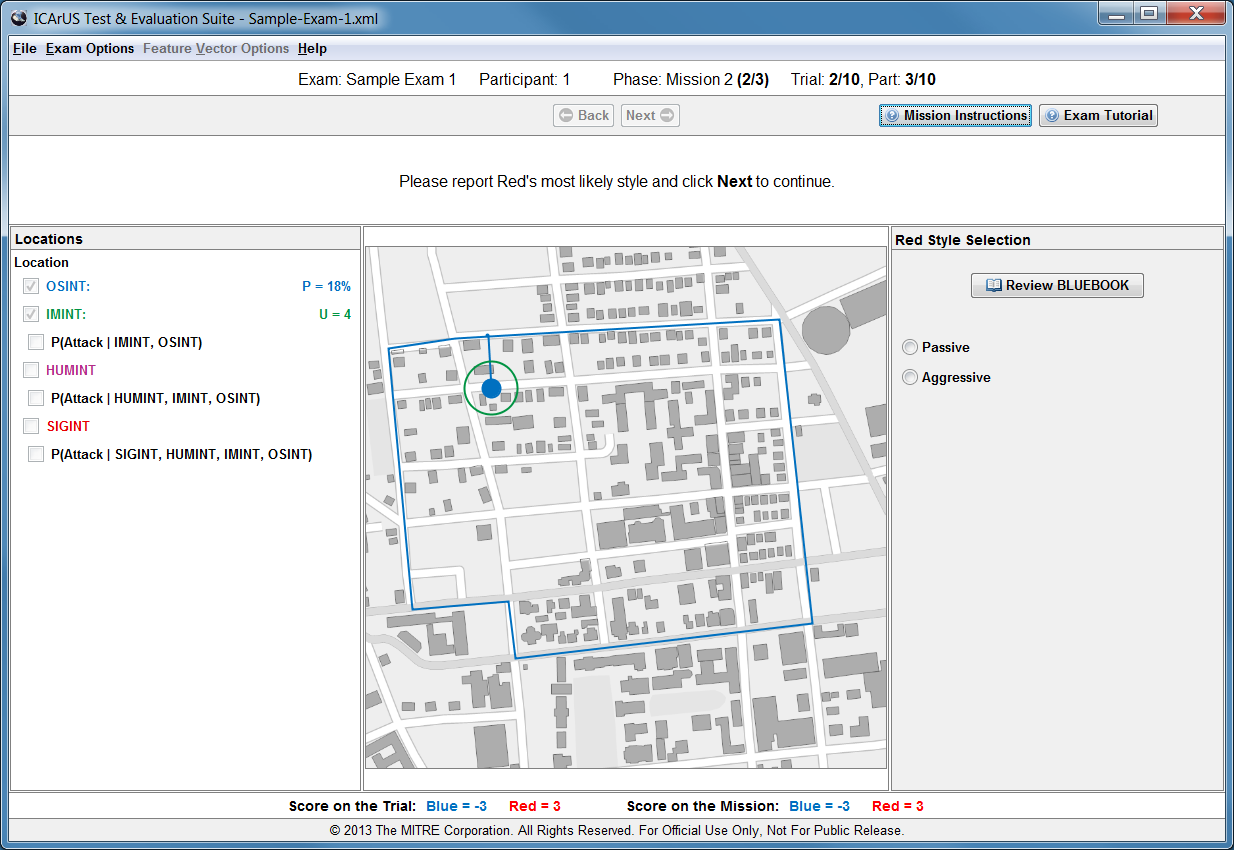 ICArUS Test & Evaluation Suite - Sample-Exam-1.xml
File Exam Options Feature Vector Options Help
Exam: Sample Exam 1 Participant: 1 Phase: Mission 2 (2/3) Trial: 2/10, Part: 3/10
Back Next Mission Instructions Exam Tutorial
Please report Red's most likely style and click Next to continue.
Locations
Location
OSINT: P = 18%
IMINT: U = 4
P(Attack | IMINT, OSINT)
HUMINT
P(Attack | HUMINT, IMINT, OSINT)
SIGINT
P(Attack | SIGINT, HUMINT, IMINT, OSINT)
Red Style Selection
Review BLUEBOOK
Passive
Aggressive
Score on the Trial: Blue = -3 Red = 3 Score on the Mission: Blue = -3 Red = 3
© 2013 The MITRE Corporation. All Rights Reserved. For Official Use Only, Not For Public Release.